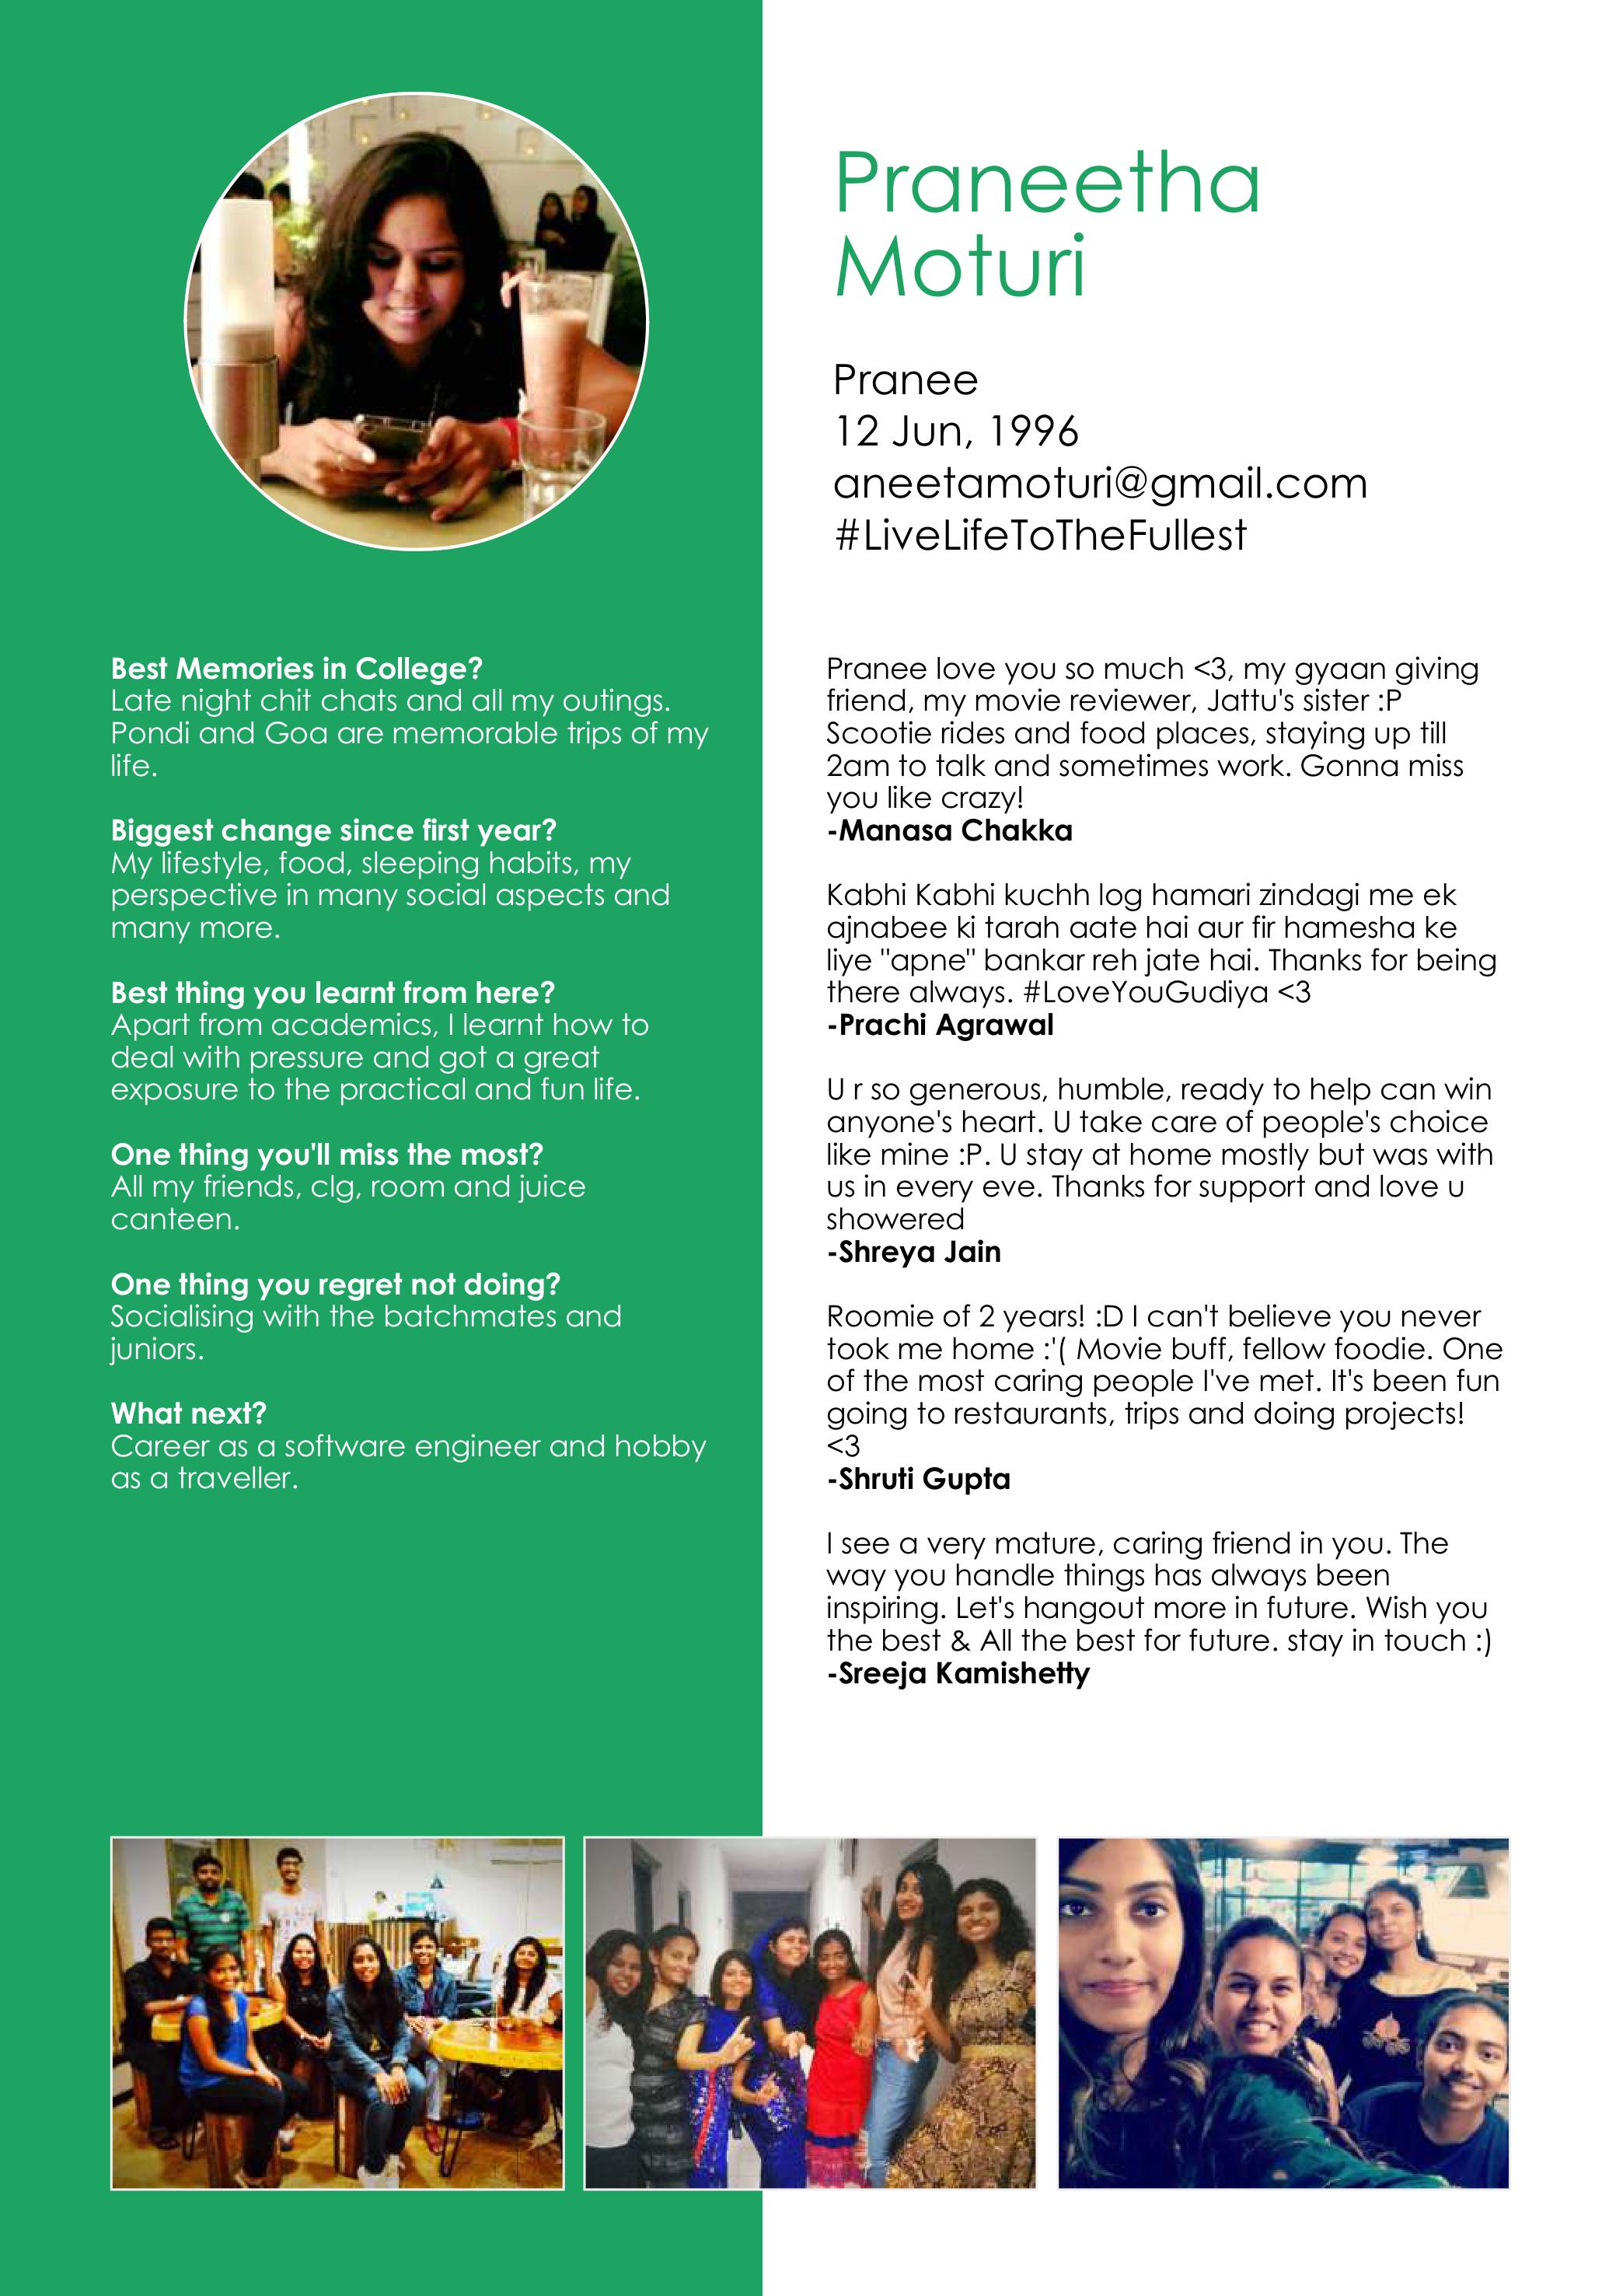 Praneetha
Moturi
Pranee
12 Jun, 1996
aneetamoturi@gmail.com
#LiveLifeToTheFullest
Best Memories in College?
Late night chit chats and all my outings.
Pondi and Goa are memorable trips of my
life.
Biggest change since first year?
My lifestyle, food, sleeping habits, my
perspective in many social aspects and
many more.
Best thing you learnt from here?
Apart from academics, I learnt how to
deal with pressure and got a great
exposure to the practical and fun life.
One thing you'll miss the most?
All my friends, clg, room and juice
canteen.
One thing you regret not doing?
Socialising with the batchmates and
juniors.
What next?
Career as a software engineer and hobby
as a traveller.
Pranee love you so much <3, my gyaan giving
friend, my movie reviewer, Jattu's sister :P
Scootie rides and food places, staying up till
2am to talk and sometimes work. Gonna miss
you like crazy!
-Manasa Chakka
Kabhi Kabhi kuchh log hamari zindagi me ek
ajnabee ki tarah aate hai aur fir hamesha ke
liye "apne" bankar reh jate hai. Thanks for being
there always. #LoveYouGudiya <3
-Prachi Agrawal
U r so generous, humble, ready to help can win
anyone's heart. U take care of people's choice
like mine :P. U stay at home mostly but was with
us in every eve. Thanks for support and love u
showered
-Shreya Jain
Roomie of 2 years! :D I can't believe you never
took me home :'( Movie buff, fellow foodie. One
of the most caring people I've met. It's been fun
going to restaurants, trips and doing projects!
<3
-Shruti Gupta
I see a very mature, caring friend in you. The
way you handle things has always been
inspiring. Let's hangout more in future. Wish you
the best & All the best for future. stay in touch :)
-Sreeja Kamishetty